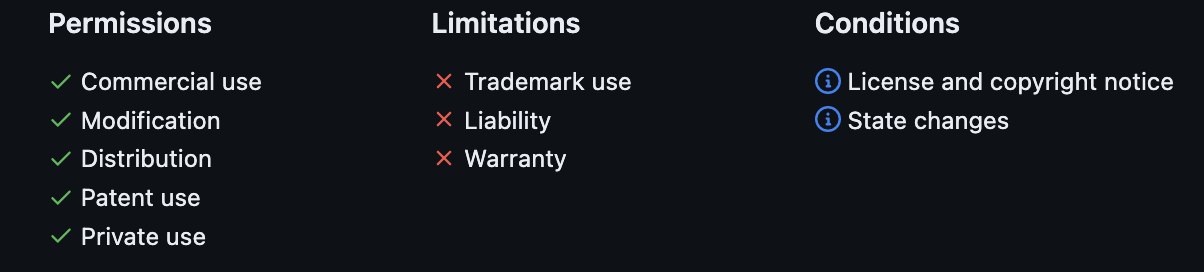 Permissions
Commercial use
Modification
Distribution
Patent use
Private use
Limitations
Trademark use
Liability
Warranty
Conditions
License and copyright notice
State changes